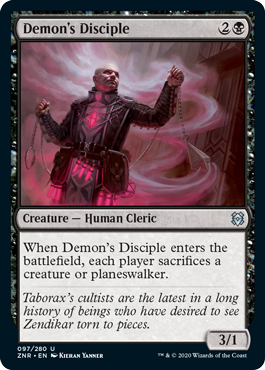 Demon's Disciple 2
Creature — Human Cleric
When Demon's Disciple enters the
battlefield, each player sacrifices a
creature or planeswalker.
Taborax's cultists are the latest in a long
history of beings who have desired to see
Zendikar torn to pieces.
3/1
097/280 U
ZNR • EN Kieran Yanner
™ & © 2020 Wizards of the Coast